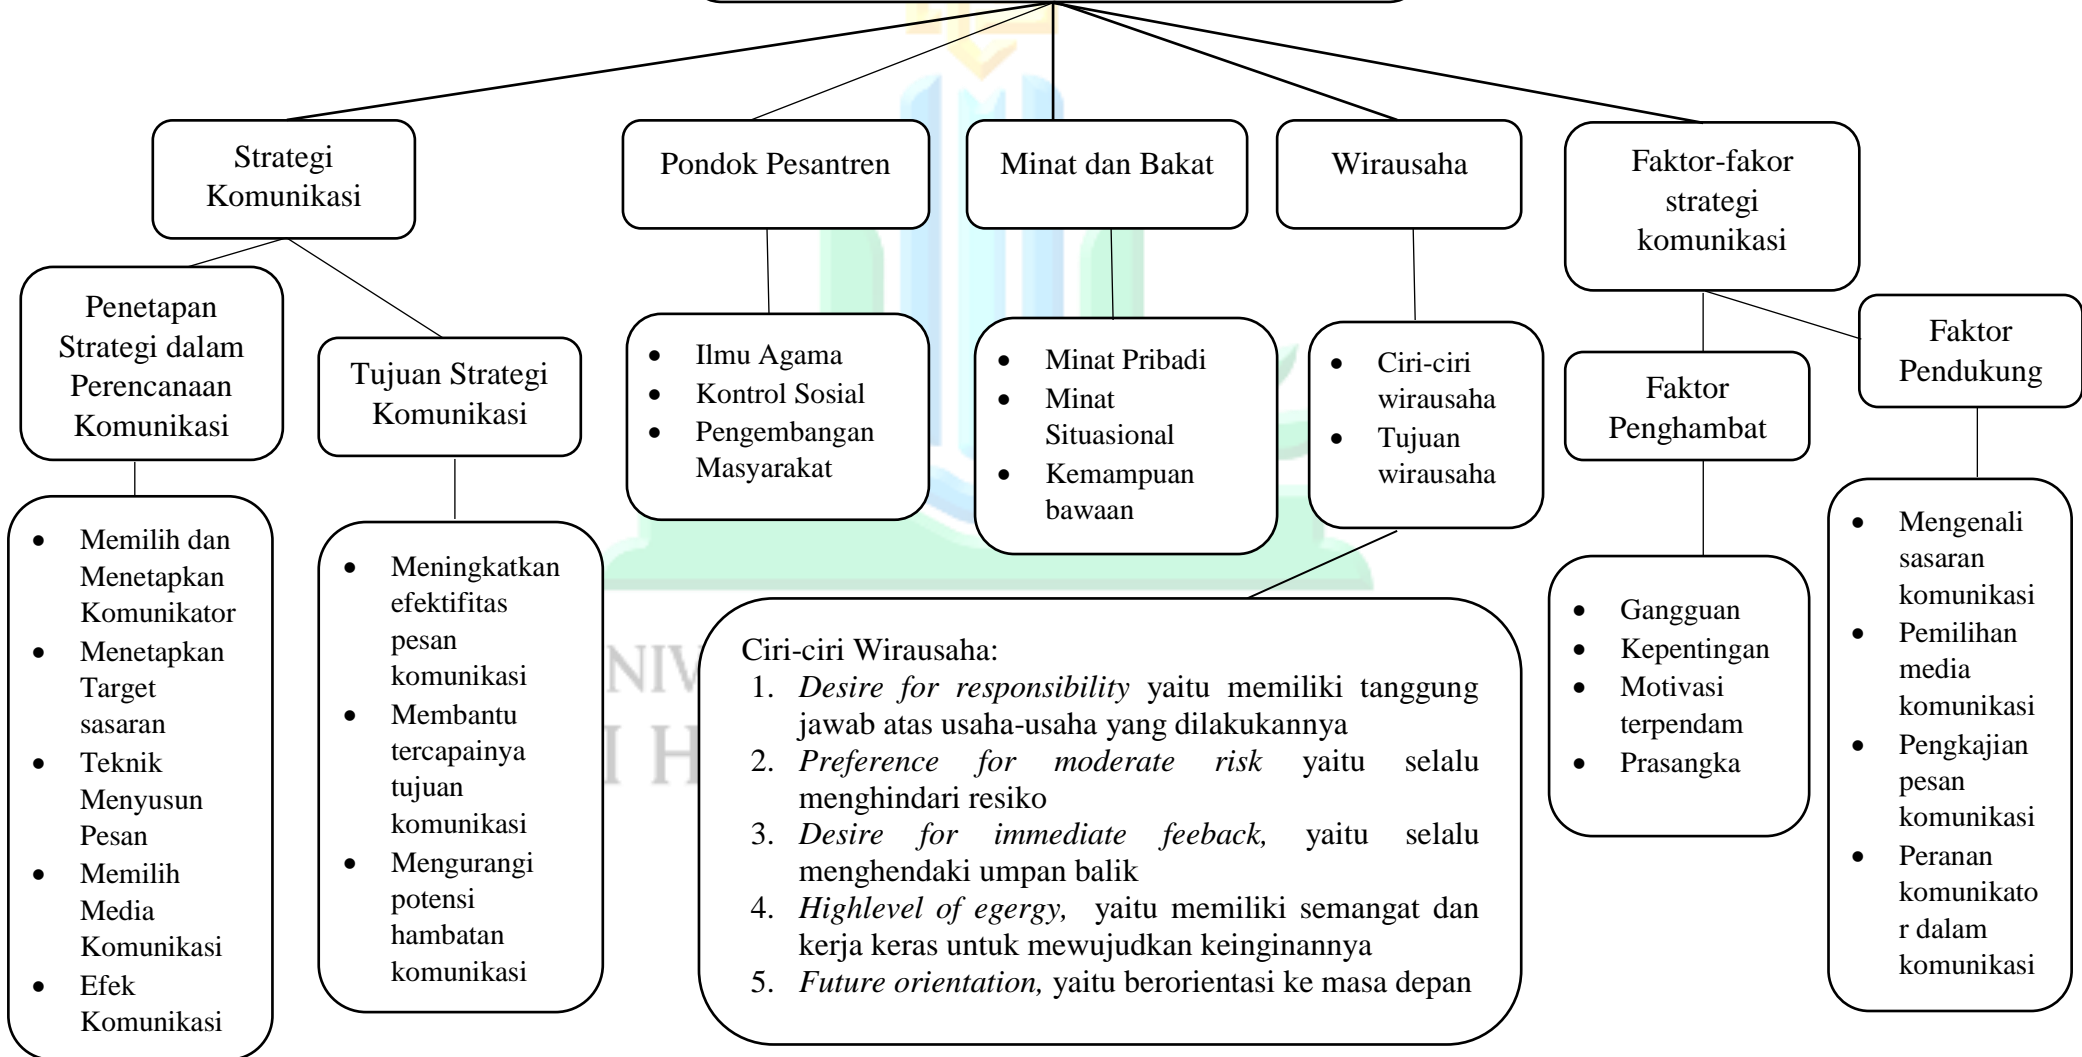 Strategi
Komunikasi
Pondok Pesantren
Minat dan Bakat
Wirausaha
Faktor-fakor
strategi
komunikasi
Penetapan
Strategi dalam
Perencanaan
Komunikasi
Tujuan Strategi
Komunikasi
• Ilmu Agama
• Kontrol Sosial
• Pengembangan
Masyarakat
• Minat Pribadi
• Minat
Situasional
• Kemampuan
bawaan
• Ciri-ciri
wirausaha
• Tujuan
wirausaha
Faktor
Penghambat
Faktor
Pendukung
• Memilih dan
Menetapkan
Komunikator
• Menetapkan
Target
sasaran
• Teknik
Menyusun
Pesan
• Memilih
Media
Komunikasi
• Efek
Komunikasi
• Meningkatkan
efektifitas
pesan
komunikasi
• Membantu
tercapainya
tujuan
komunikasi
• Mengurangi
potensi
hambatan
komunikasi
Ciri-ciri Wirausaha:
1. Desire for responsibility yaitu memiliki tanggung
jawab atas usaha-usaha yang dilakukannya
2. Preference for moderate risk yaitu selalu
menghindari resiko
3. Desire for immediate feeback, yaitu selalu
menghendaki umpan balik
4. Highlevel of egergy, yaitu memiliki semangat dan
kerja keras untuk mewujudkan keinginannya
5. Future orientation, yaitu berorientasi ke masa depan
• Gangguan
• Kepentingan
• Motivasi
terpendam
• Prasangka
• Mengenali
sasaran
komunikasi
• Pemilihan
media
komunikasi
• Pengkajian
pesan
komunikasi
• Peranan
komunikato
r dalam
komunikasi
NIV
I H